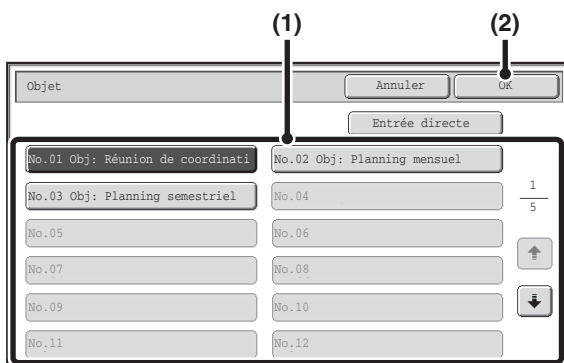 (1) (2)
Objet Annuler OK
Entrée directe
No.01 Obj: Réunion de coordinati No.02 Obj: Planning mensuel
No.03 Obj: Planning semestriel No.04
1
5
No.05 No.06
No.07 No.08
No.09 No.10
No.11 No.12